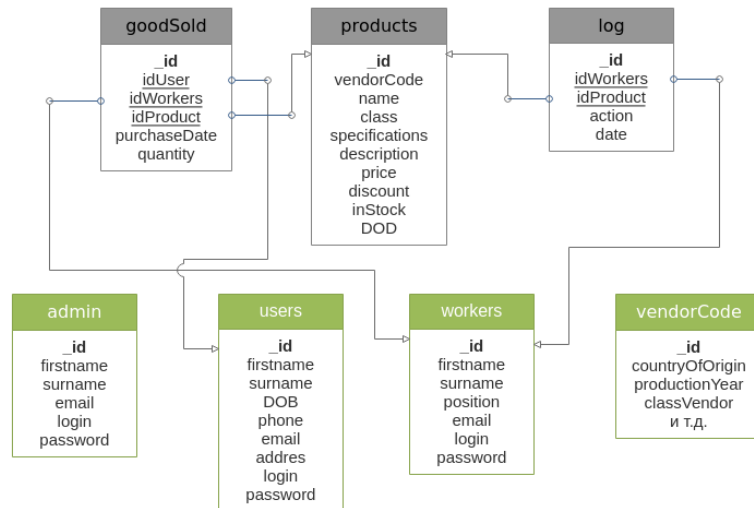 goodSold
_id
idUser
idWorkers
idProduct
purchaseDate
quantity
products
_id
vendorCode
name
class
specifications
description
price
discount
inStock
DOD
log
_id
idWorkers
idProduct
action
date
admin
_id
firstname
surname
email
login
password
users
_id
firstname
surname
DOB
phone
email
addres
login
password
workers
_id
firstname
surname
position
email
login
password
vendorCode
_id
countryOfOrigin
productionYear
classVendor
и т.д.